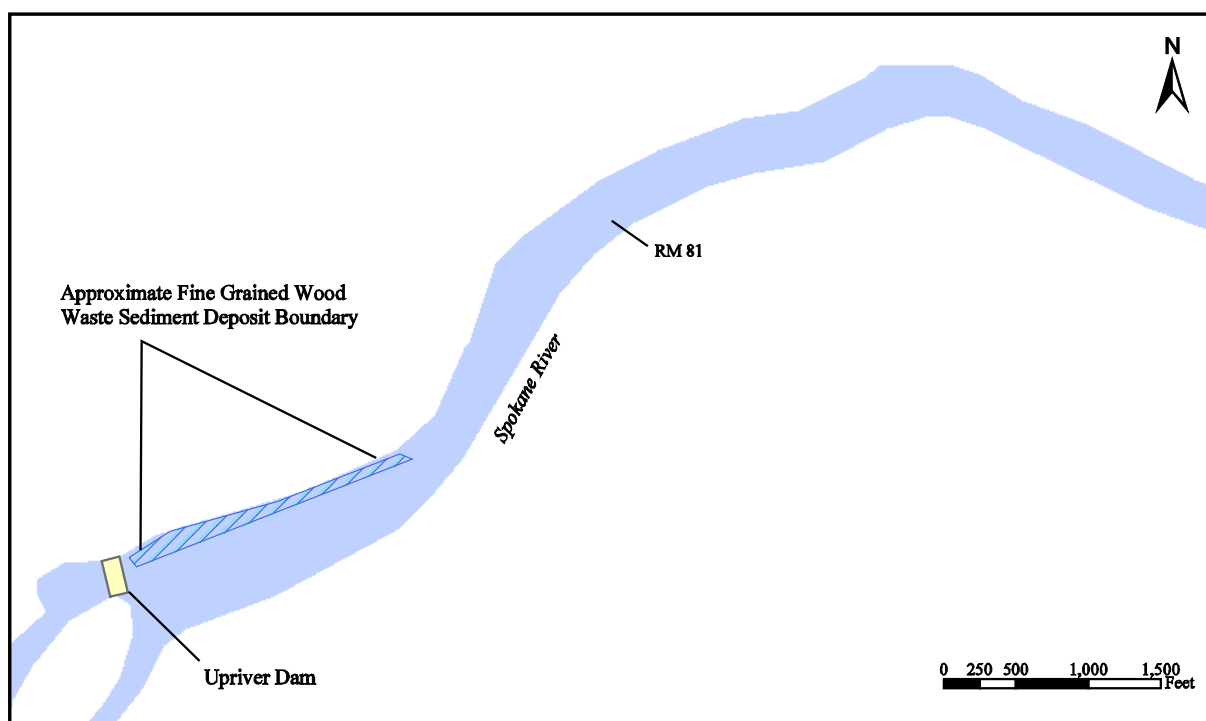 N
RM 81
Approximate Fine Grained Wood
Waste Sediment Deposit Boundary
Spokane River
Upriver Dam
0 250 500 1,000 1,500
Feet